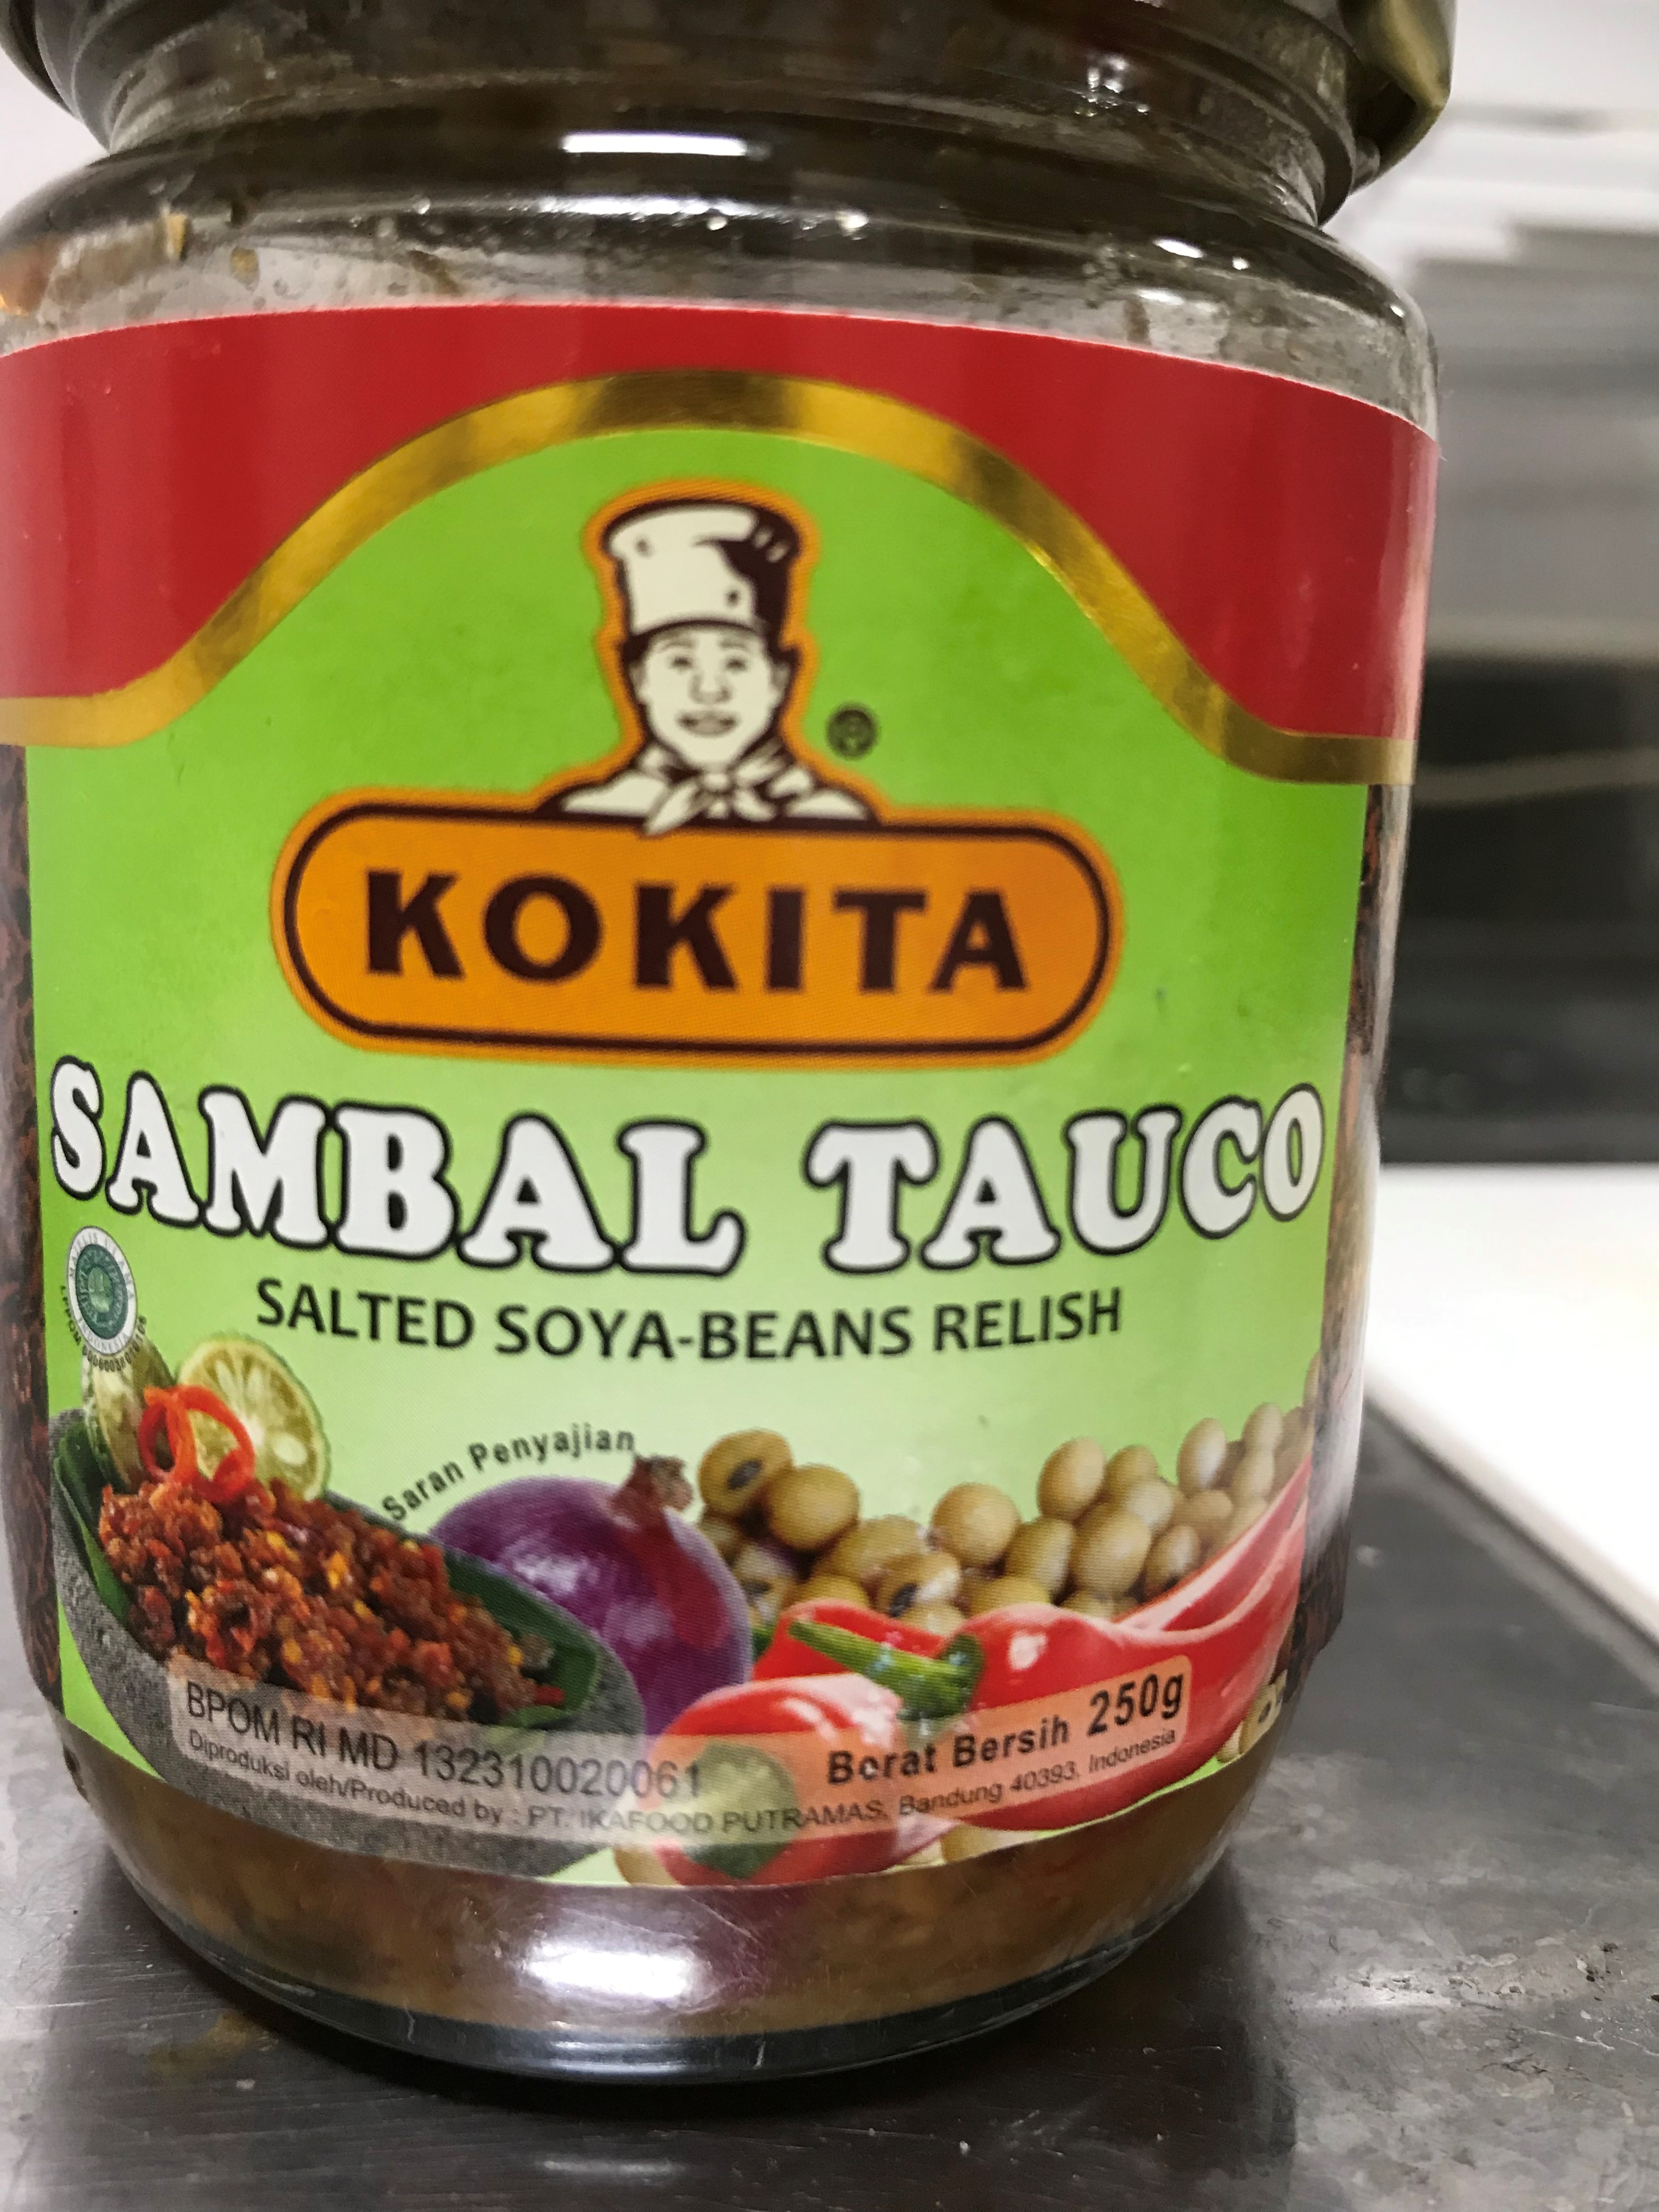 KOKITA
SAMBAL TAUCO
SALTED SOYA-BEANS RELISH
Saran Penyajian
BPOM RI MD 132310020061
Berat Bersih 250g
Diproduksi oleh/Produced by : PT. IKAFOOD PUTRAMAS, Bandung 40393, Indonesia